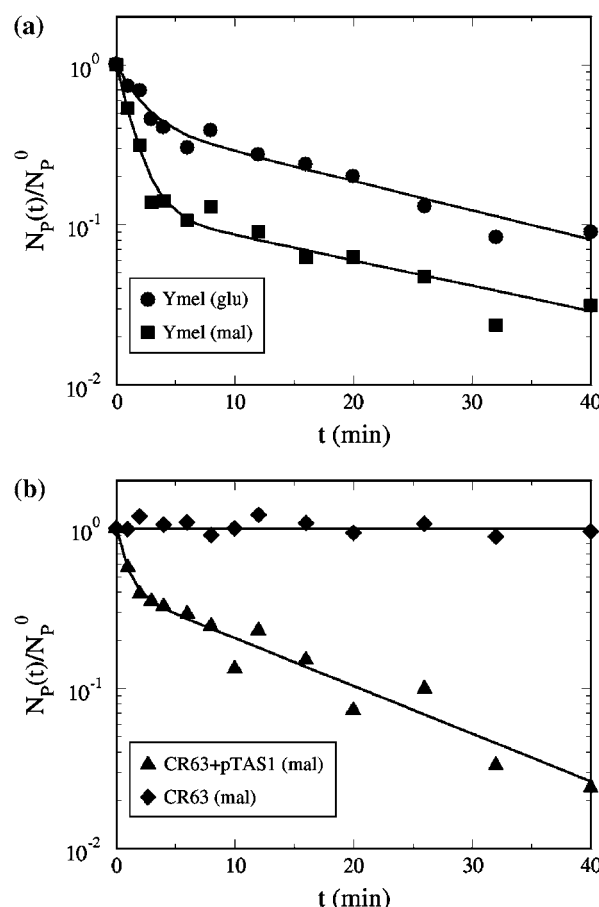 (a)
10^0
10^-1
10^-2
N_P(t)/N_P^0
Ymel (glu)
Ymel (mal)
0 10 20 30 40
t (min)
(b)
10^0
10^-1
10^-2
N_P(t)/N_P^0
CR63+pTAS1 (mal)
CR63 (mal)
0 10 20 30 40
t (min)